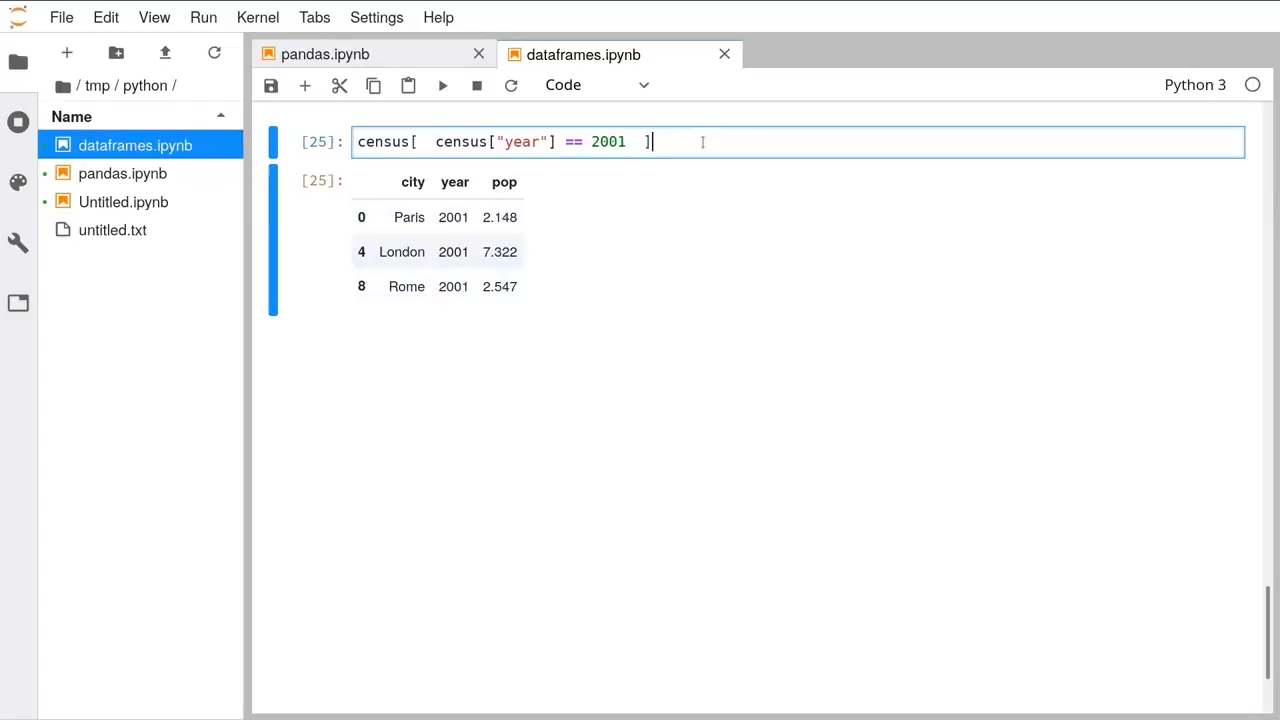 File Edit View Run Kernel Tabs Settings Help
/ tmp / python /
Name
dataframes.ipynb
pandas.ipynb
Untitled.ipynb
untitled.txt
pandas.ipynb
dataframes.ipynb
Code
Python 3
[25]: census[  census["year"] == 2001  ]
[25]: city year pop
0 Paris 2001 2.148
4 London 2001 7.322
8 Rome 2001 2.547